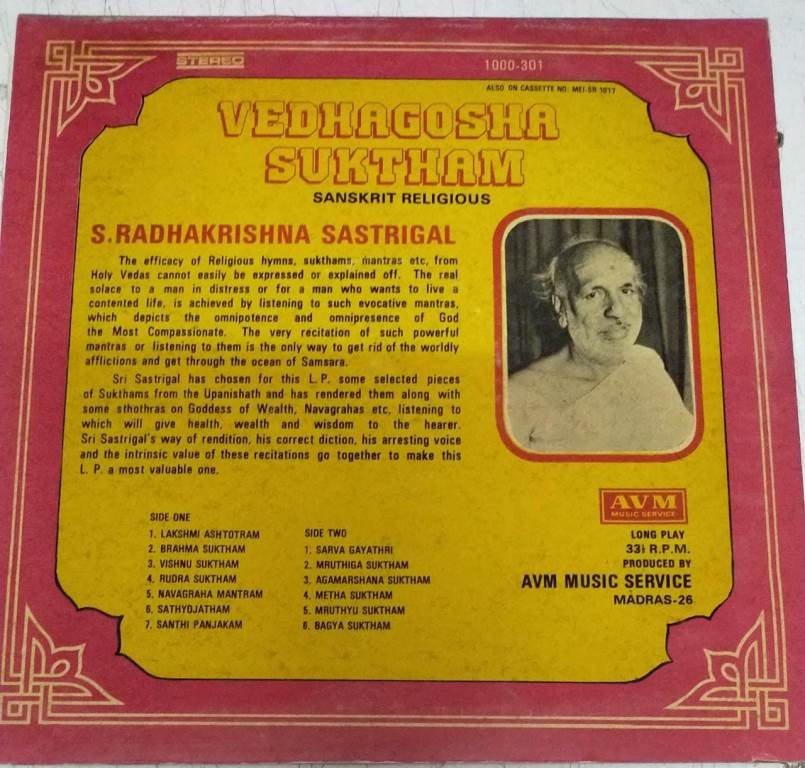 STEREO
1000-301
ALSO ON CASSETTE NO: MEI-SR 1017
VEDHAGOSHA
SUKTHAM
SANSKRIT RELIGIOUS
S.RADHAKRISHNA SASTRIGAL
The efficacy of Religious hymns, sukthams, mantras etc, from
Holy Vedas cannot easily be expressed or explained off. The real
solace to a man in distress or for a man who wants to live a
contented life, is achieved by listening to such evocative mantras,
which depicts the omnipotence and omnipresence of God
the Most Compassionate. The very recitation of such powerful
mantras or listening to them is the only way to get rid of the worldly
afflictions and get through the ocean of Samsara.
Sri Sastrigal has chosen for this L.P. some selected pieces
of Sukthams from the Upanishath and has rendered them along with
some sthothras on Goddess of Wealth, Navagrahas etc, listening to
which will give health, wealth and wisdom to the hearer.
Sri Sastrigal's way of rendition, his correct diction, his arresting voice
and the intrinsic value of these recitations go together to make this
L. P. a most valuable one.
SIDE ONE
1. LAKSHMI ASHTOTRAM
2. BRAHMA SUKTHAM
3. VISHNU SUKTHAM
4. RUDRA SUKTHAM
5. NAVAGRAHA MANTRAM
6. SATHYOJATHAM
7. SANTHI PANJAKAM
SIDE TWO
1. SARVA GAYATHRI
2. MRUTHIGA SUKTHAM
3. AGAMARSHANA SUKTHAM
4. METHA SUKTHAM
5. MRUTHYU SUKTHAM
6. BAGYA SUKTHAM
AVM
MUSIC SERVICE
LONG PLAY
33⅓ R.P.M.
PRODUCED BY
AVM MUSIC SERVICE
MADRAS-26